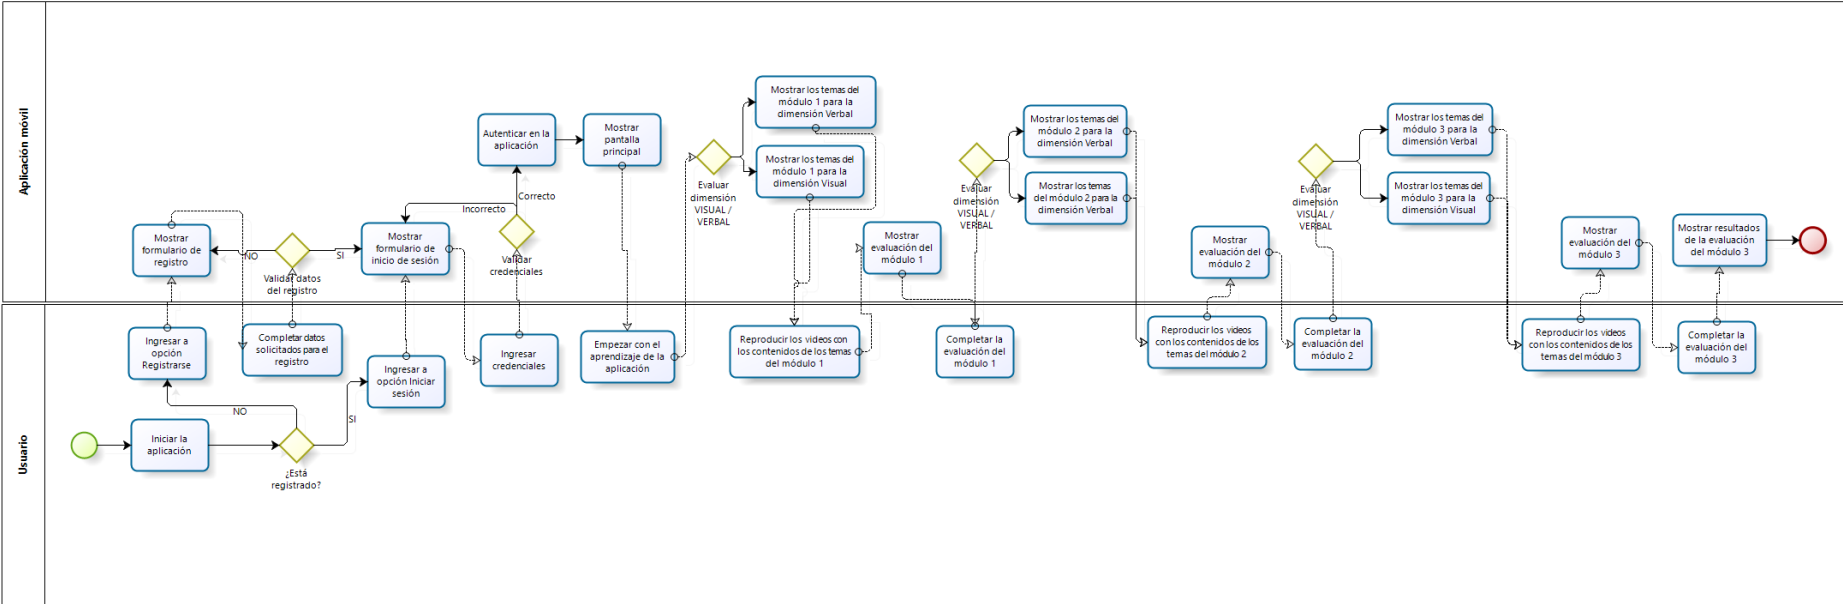 Aplicación móvil
Mostrar
formulario de
registro
NO
Validar datos
del registro
SI
Mostrar
formulario de
inicio de sesión
Incorrecto
Correcto
Validar
credenciales
Autenticar en la
aplicación
Mostrar
pantalla
principal
Evaluar
dimensión
VISUAL /
VERBAL
Mostrar los temas del
módulo 1 para la
dimensión Verbal
Mostrar los temas del
módulo 1 para la
dimensión Visual
Mostrar
evaluación del
módulo 1
Evaluar
dimensión
VISUAL /
VERBAL
Mostrar los temas del
módulo 2 para la
dimensión Verbal
Mostrar los temas
del módulo 2 para la
dimensión Verbal
Mostrar
evaluación del
módulo 2
Evaluar
dimensión
VISUAL /
VERBAL
Mostrar los temas del
módulo 3 para la
dimensión Verbal
Mostrar los temas del
módulo 3 para la
dimensión Visual
Mostrar
evaluación del
módulo 3
Mostrar resultados
de la evaluación
del módulo 3
Usuario
Iniciar la
aplicación
¿Está
registrado?
NO
SI
Ingresar a
opción
Registrarse
Completar datos
solicitados para el
registro
Ingresar a
opción Iniciar
sesión
Ingresar
credenciales
Empezar con el
aprendizaje de la
aplicación
Reproducir los videos con
los contenidos de los temas
del módulo 1
Completar la
evaluación del
módulo 1
Reproducir los videos
con los contenidos de los
temas del módulo 2
Completar la
evaluación del
módulo 2
Reproducir los videos
con los contenidos de los
temas del módulo 3
Completar la
evaluación del
módulo 3